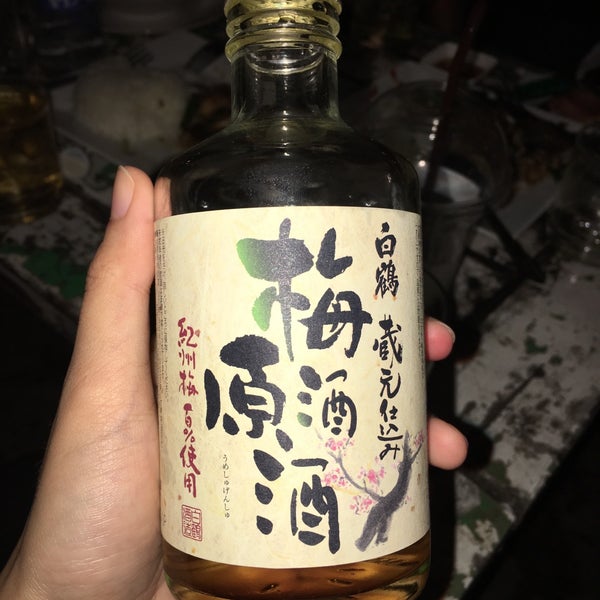 白鶴 蔵元仕込み
梅酒
原酒
うめしゅげんしゅ
紀州梅百%使用